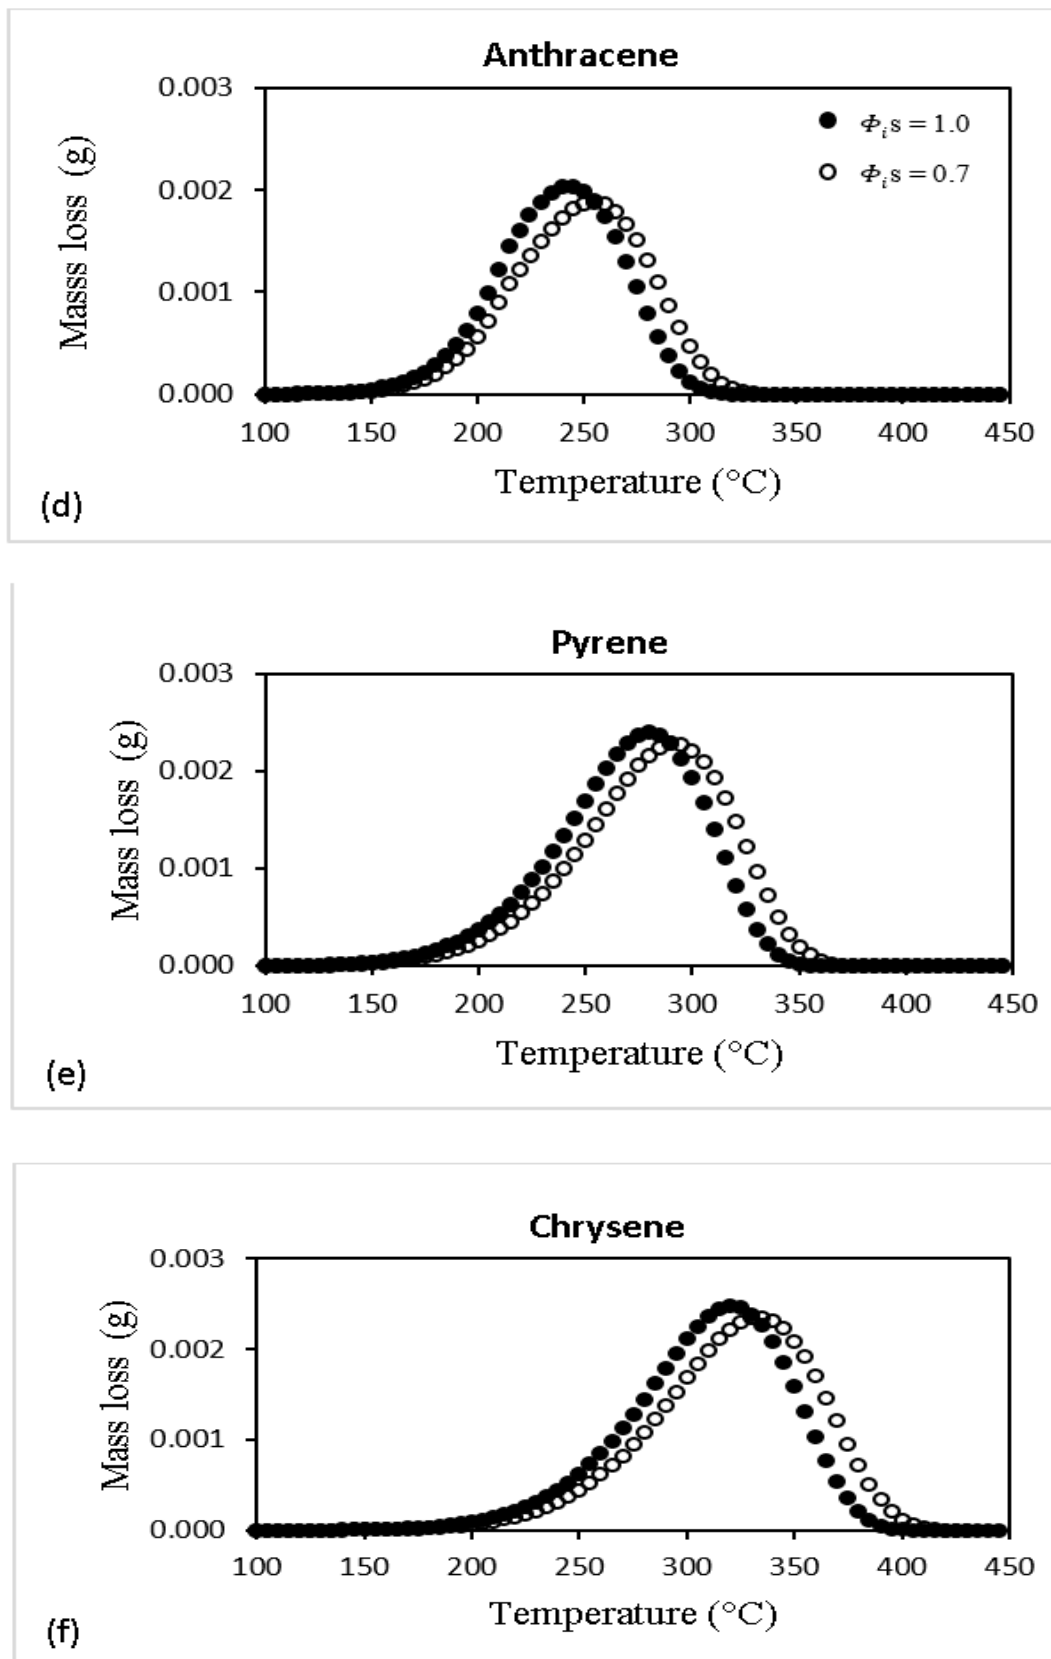 Anthracene
0.003
0.002
0.001
0.000
Masss loss (g)
Φᵢs = 1.0
Φᵢs = 0.7
100 150 200 250 300 350 400 450
Temperature (°C)
(d)
Pyrene
0.003
0.002
0.001
0.000
Mass loss (g)
100 150 200 250 300 350 400 450
Temperature (°C)
(e)
Chrysene
0.003
0.002
0.001
0.000
Mass loss (g)
100 150 200 250 300 350 400 450
Temperature (°C)
(f)